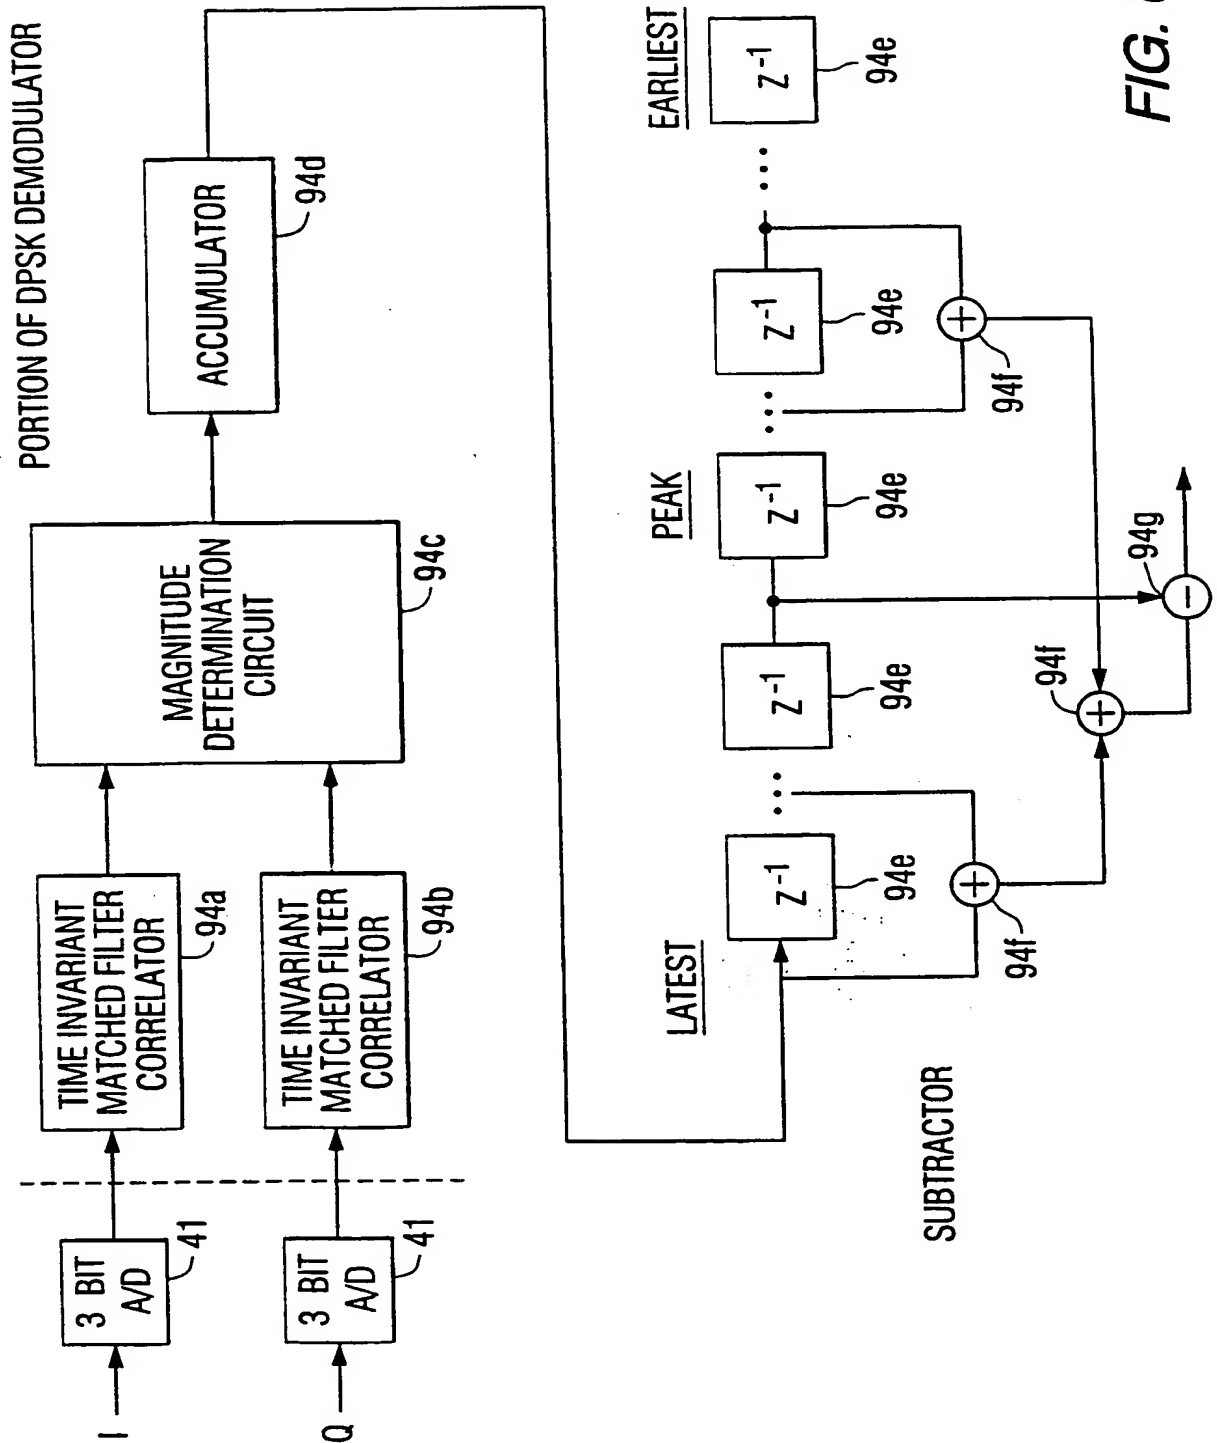 PORTION OF DPSK DEMODULATOR
I
3 BIT
A/D
41
TIME INVARIANT
MATCHED FILTER
CORRELATOR
94a
Q
3 BIT
A/D
41
TIME INVARIANT
MATCHED FILTER
CORRELATOR
94b
MAGNITUDE
DETERMINATION
CIRCUIT
94c
ACCUMULATOR
94d
LATEST
PEAK
EARLIEST
Z-1
94e
Z-1
94e
Z-1
94e
Z-1
94e
Z-1
94e
+
94f
+
94f
+
94f
-
94g
SUBTRACTOR
FIG.